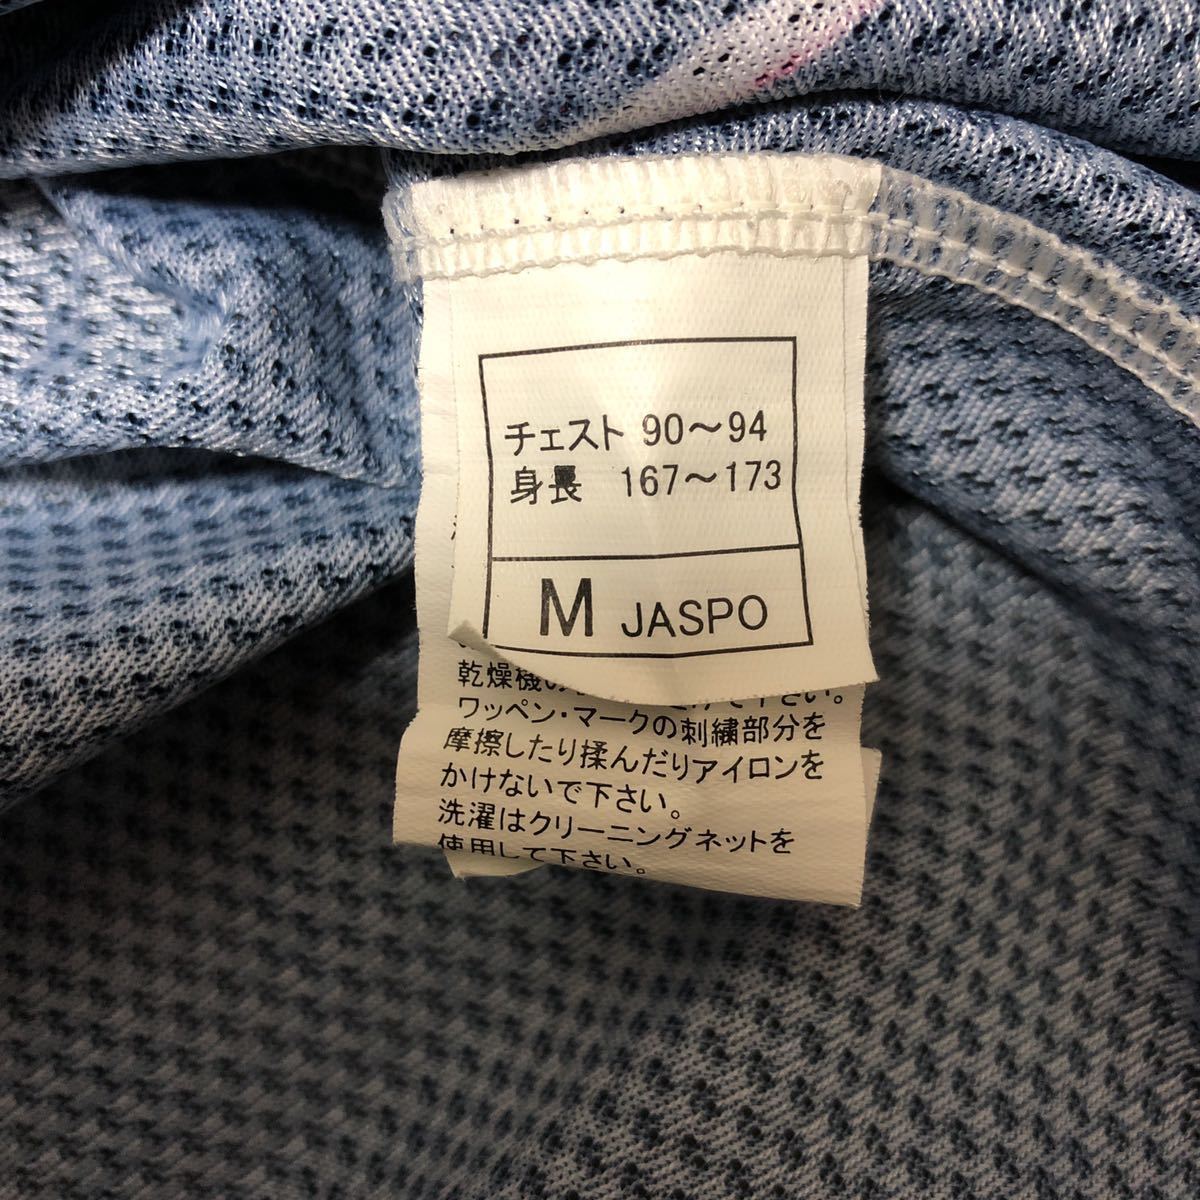 チェスト 90～94
身長 167～173
M JASPO
乾燥機の
下さい。
ワッペン・マークの刺繍部分を
摩擦したり揉んだりアイロンを
かけないで下さい。
洗濯はクリーニングネットを
使用して下さい。